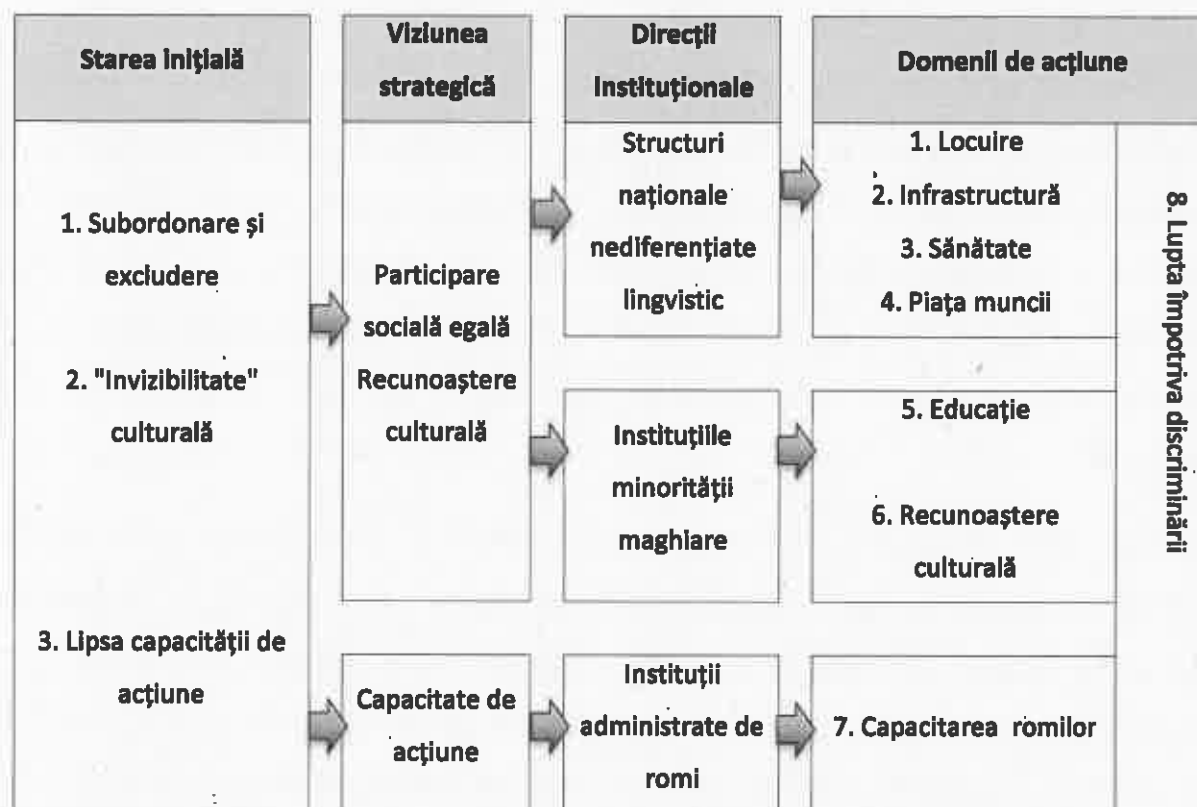 Starea inițială
Viziunea
strategică
Direcții
instituționale
Domenii de acțiune
1. Subordonare și
excludere
2. "Invizibilitate"
culturală
3. Lipsa capacității de
acțiune
Participare
socială egală
Recunoaștere
culturală
Capacitate de
acțiune
Structuri
naționale
nediferențiate
lingvistic
Instituțiile
minorității
maghiare
Instituții
administrate de
romi
1. Locuire
2. Infrastructură
3. Sănătate
4. Piața muncii
5. Educație
6. Recunoaștere
culturală
7. Capacitarea romilor
8. Lupta împotriva discriminării